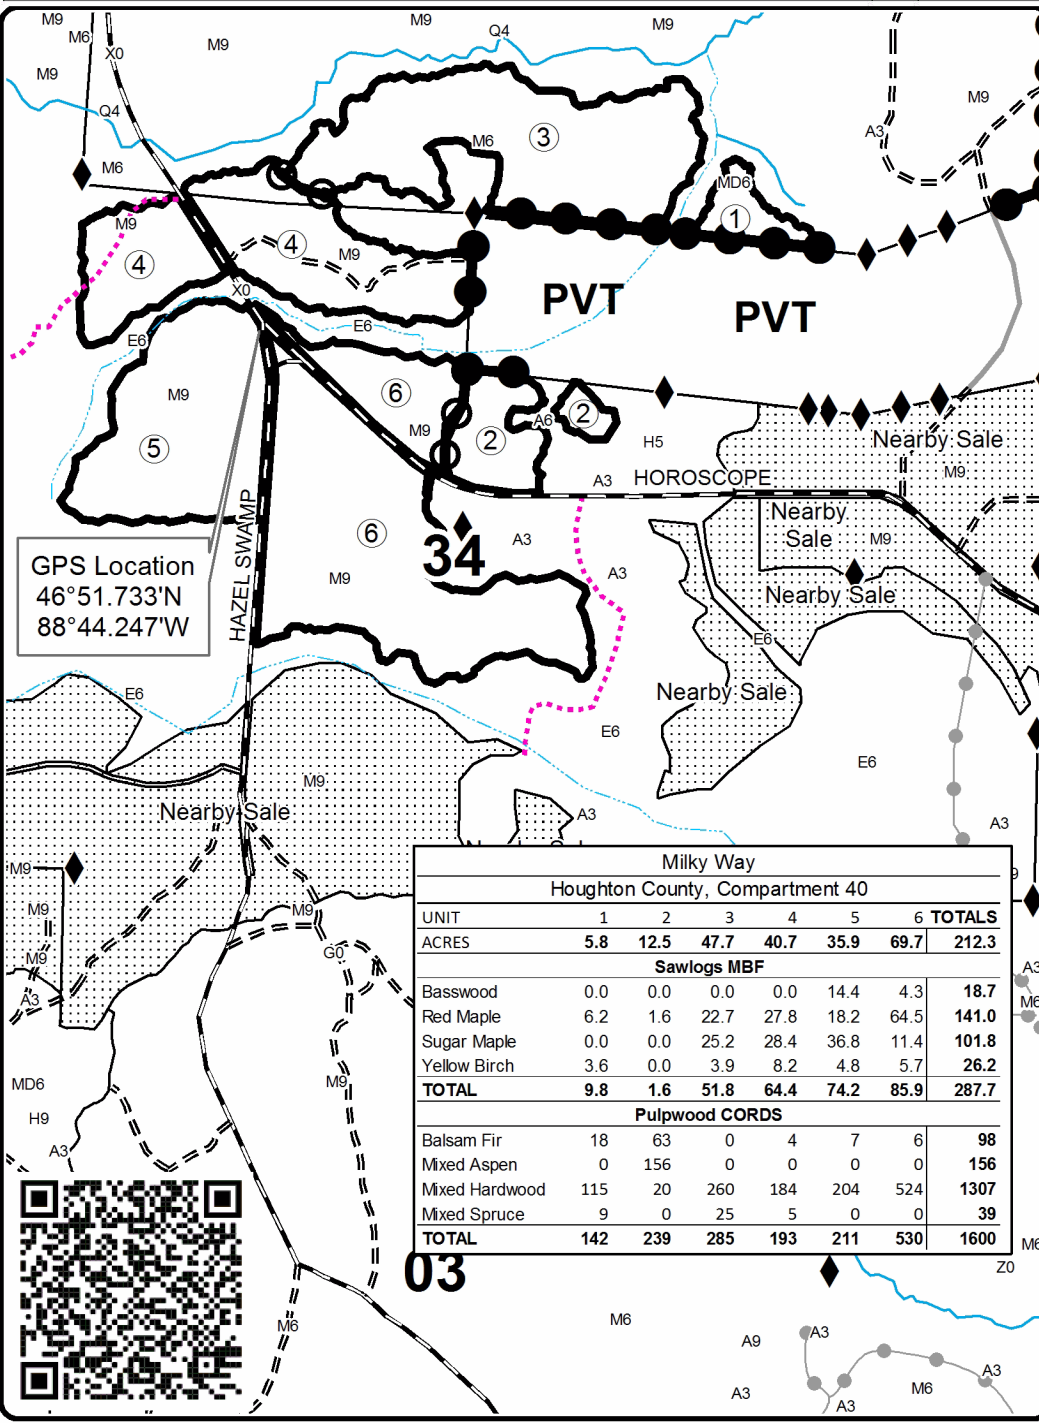 M9
M9
Q4
M9
M6
X0
M9
M9
M9
Q4
A3
3
M6
M6
MD6
M9
1
4
4
M9
X0
PVT
PVT
E6
E6
M9
6
2
A6
2
M9
H5
Nearby Sale
M9
5
A3
HOROSCOPE
Nearby
Sale
M9
6
34
A3
GPS Location
46°51.733'N
88°44.247'W
HAZEL SWAMP
M9
A3
Nearby Sale
E6
Nearby Sale
E6
E6
E6
M9
Nearby Sale
A3
A3
M9
M9
M9
M9
G0
A3
A3
M6
Milky Way
Houghton County, Compartment 40
UNIT 1 2 3 4 5 6 TOTALS
ACRES 5.8 12.5 47.7 40.7 35.9 69.7 212.3
Sawlogs MBF
Basswood 0.0 0.0 0.0 0.0 14.4 4.3 18.7
Red Maple 6.2 1.6 22.7 27.8 18.2 64.5 141.0
Sugar Maple 0.0 0.0 25.2 28.4 36.8 11.4 101.8
Yellow Birch 3.6 0.0 3.9 8.2 4.8 5.7 26.2
TOTAL 9.8 1.6 51.8 64.4 74.2 85.9 287.7
Pulpwood CORDS
Balsam Fir 18 63 0 4 7 6 98
Mixed Aspen 0 156 0 0 0 0 156
Mixed Hardwood 115 20 260 184 204 524 1307
Mixed Spruce 9 0 25 5 0 0 39
TOTAL 142 239 285 193 211 530 1600
MD6
H9
A3
M9
03
M6
Z0
M6
M6
A9
A3
A3
M6
A3
A3